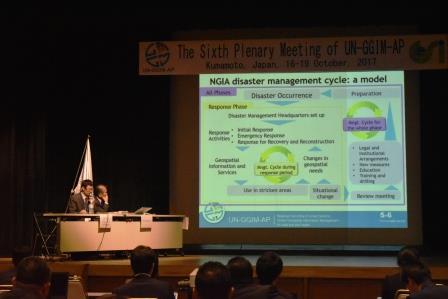 The Sixth Plenary Meeting of UN-GGIM-AP
Kumamoto, Japan, 16-19 October, 2017
UN-GGIM-AP
esri
NGIA disaster management cycle: a model
All Phases
Disaster Occurrence
Preparation
Response Phase
Disaster Management Headquarters set up
Response
Activities
• Initial Response
• Emergency Response
• Response for Recovery and Reconstruction
Mngt. Cycle for
the whole phase
Geospatial
Information and
Services
Mngt. Cycle during
response period
Changes in
geospatial
needs
• Legal and
Institutional
Arrangements
• New measures
• Education
• Training and
drilling
Use in stricken areas
Situational
change
Review meeting
UN-GGIM-AP
5-6